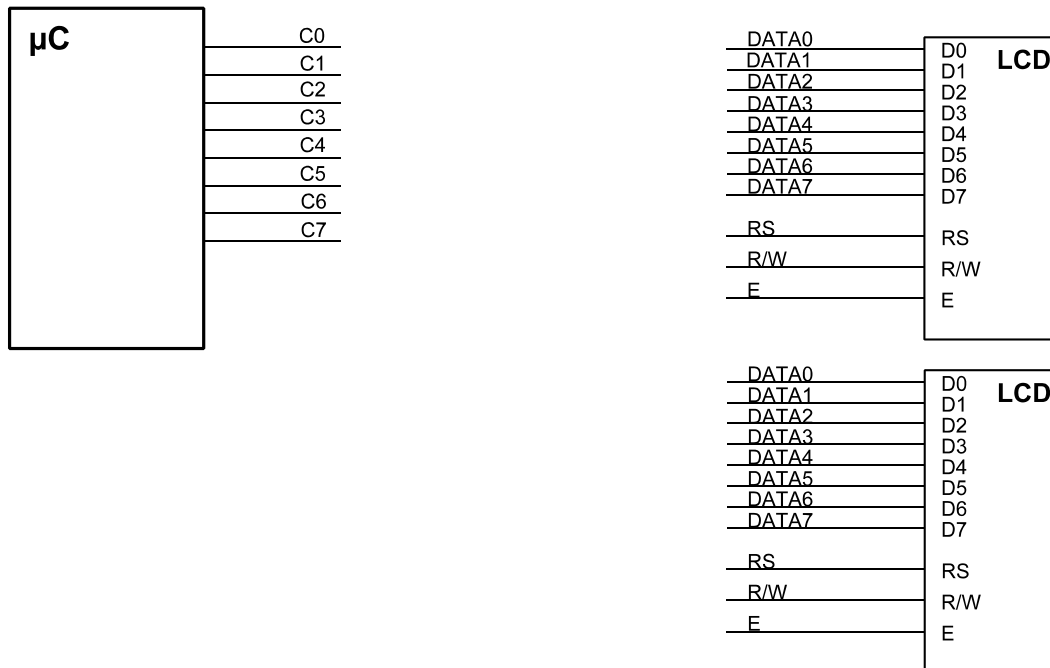 µC
C0
C1
C2
C3
C4
C5
C6
C7
DATA0
DATA1
DATA2
DATA3
DATA4
DATA5
DATA6
DATA7
RS
R/W
E
LCD
D0
D1
D2
D3
D4
D5
D6
D7
RS
R/W
E
DATA0
DATA1
DATA2
DATA3
DATA4
DATA5
DATA6
DATA7
RS
R/W
E
LCD
D0
D1
D2
D3
D4
D5
D6
D7
RS
R/W
E